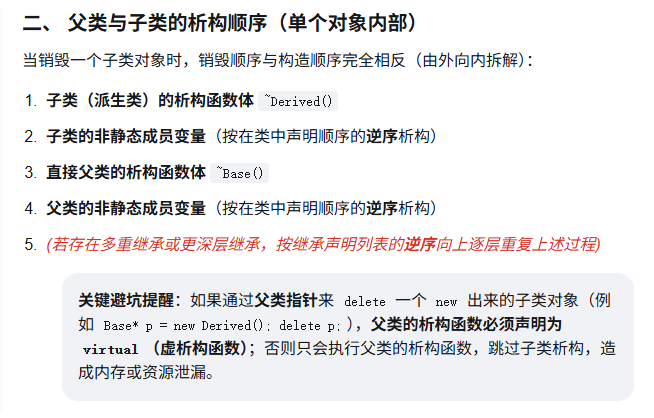 二、 父类与子类的析构顺序（单个对象内部）
当销毁一个子类对象时，销毁顺序与构造顺序完全相反（由外向内拆解）：
1. 子类（派生类）的析构函数体 ~Derived()
2. 子类的非静态成员变量（按在类中声明顺序的逆序析构）
3. 直接父类的析构函数体 ~Base()
4. 父类的非静态成员变量（按在类中声明顺序的逆序析构）
5. (若存在多重继承或更深层继承，按继承声明列表的逆序向上逐层重复上述过程)
关键避坑提醒：如果通过父类指针来 delete 一个 new 出来的子类对象（例
如 Base* p = new Derived(); delete p;），父类的析构函数必须声明为
virtual （虚析构函数）；否则只会执行父类的析构函数，跳过子类析构，造
成内存或资源泄漏。